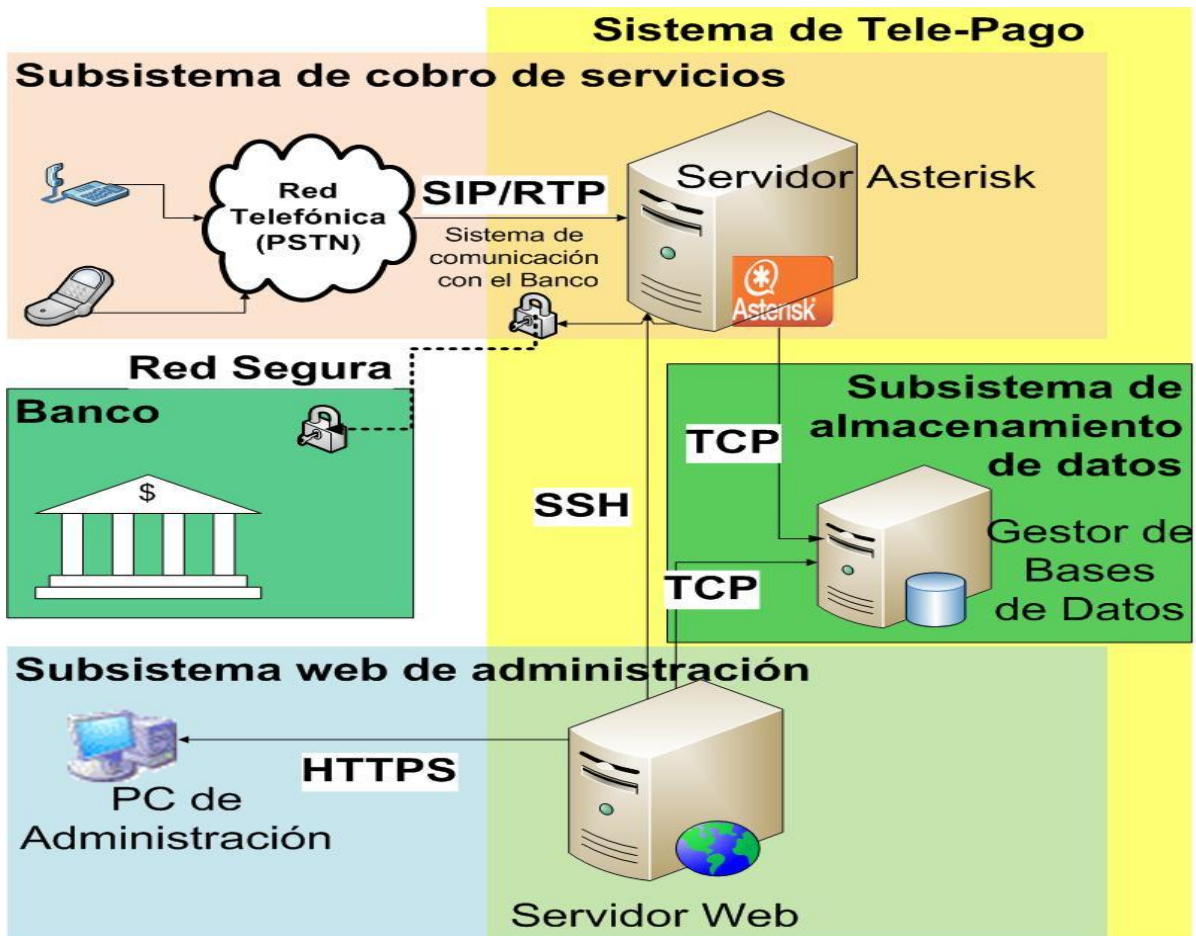 Sistema de Tele-Pago
Subsistema de cobro de servicios
Red
Telefónica
(PSTN)
SIP/RTP
Sistema de
comunicación
con el Banco
Servidor Asterisk
Asterisk
Red Segura
Banco
$
Subsistema de
almacenamiento
de datos
TCP
SSH
Gestor de
Bases
de Datos
TCP
Subsistema web de administración
HTTPS
PC de
Administración
Servidor Web